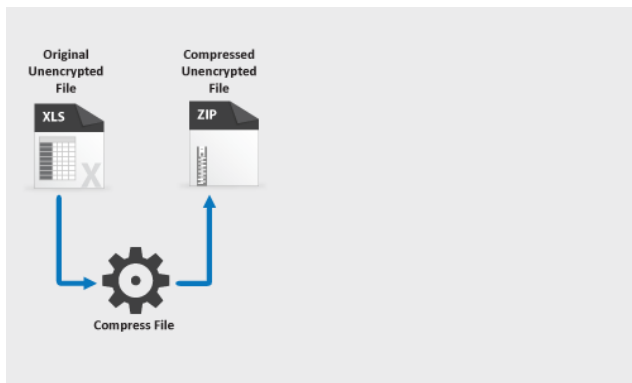 Original
Unencrypted
File
Compressed
Unencrypted
File
XLS
X
ZIP
Compress File